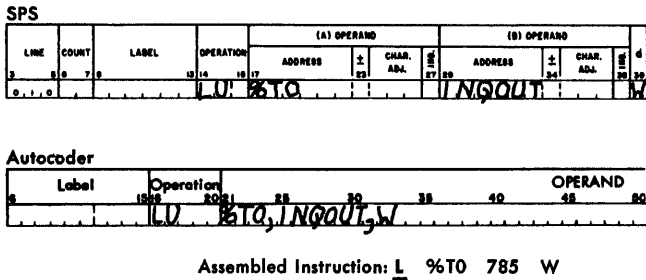 SPS
(A) OPERAND (B) OPERAND
LINE COUNT LABEL OPERATION ADDRESS ± CHAR. ADJ. IND. ADDRESS ± CHAR. ADJ. IND. d
3 5 6 7 8 13 14 16 17 23 27 28 34 38 39
0 1 0 LU %T0 INQOUT W
Autocoder
Label Operation OPERAND
6 15 16 20 21 25 30 35 40 45 50
LU %T0, INQOUT, W
Assembled Instruction: L %T0 785 W